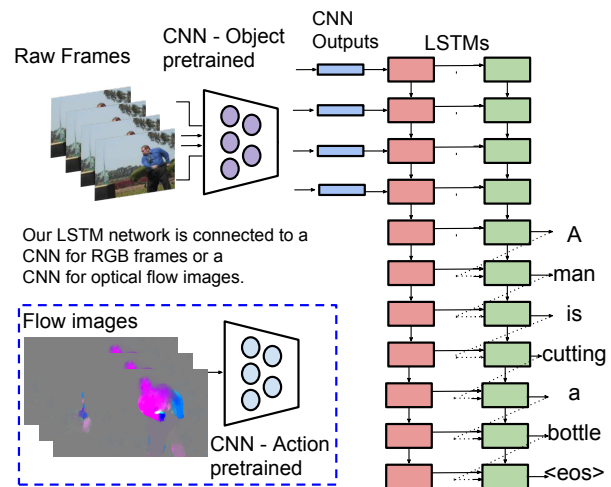 Raw Frames
CNN - Object
pretrained
CNN
Outputs
LSTMs
Our LSTM network is connected to a
CNN for RGB frames or a
CNN for optical flow images.
Flow images
CNN - Action
pretrained
A
man
is
cutting
a
bottle
<eos>